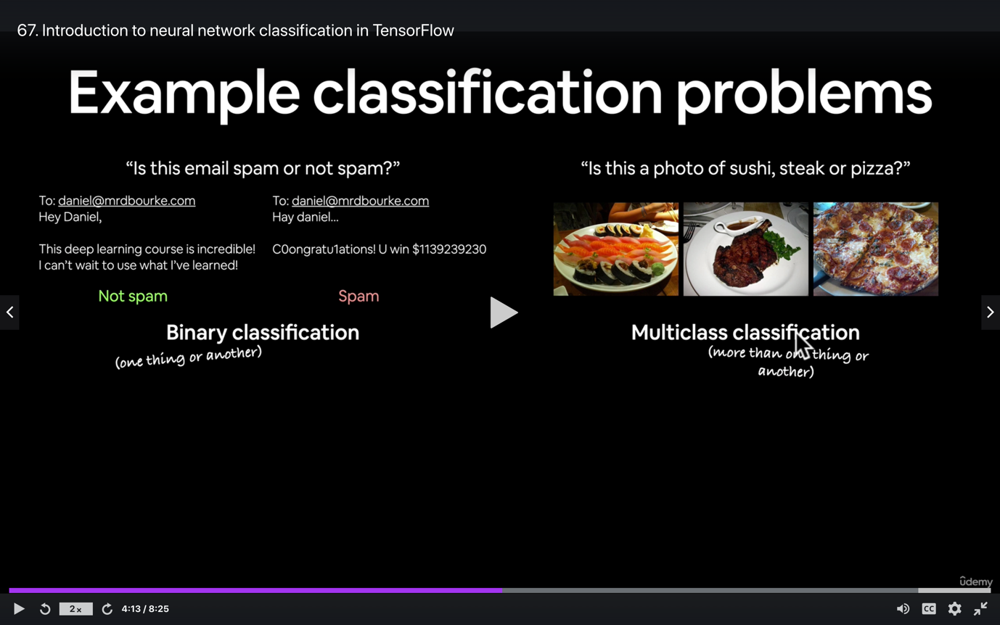 67. Introduction to neural network classification in TensorFlow
Example classification problems
“Is this email spam or not spam?”
To: daniel@mrdbourke.com
Hey Daniel,
This deep learning course is incredible!
I can’t wait to use what I’ve learned!
Not spam
To: daniel@mrdbourke.com
Hay daniel...
C0ongratu1ations! U win $1139239230
Spam
Binary classification
(one thing or another)
“Is this a photo of sushi, steak or pizza?”
Multiclass classification
(more than one thing or
another)
ûdemy
2x
4:13 / 8:25
CC